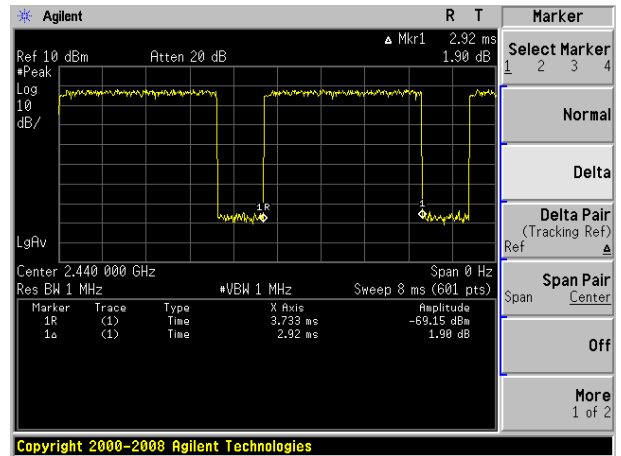 Agilent R T
Marker
Δ Mkr1 2.92 ms
Ref 10 dBm Atten 20 dB 1.90 dB
#Peak
Log
10
dB/
1R
1
LgAv
Center 2.440 000 GHz Span 0 Hz
Res BW 1 MHz #VBW 1 MHz Sweep 8 ms (601 pts)
Marker Trace Type X Axis Amplitude
1R (1) Time 3.733 ms -69.15 dBm
1Δ (1) Time 2.92 ms 1.90 dB
Select Marker
1 2 3 4
Normal
Delta
Delta Pair
(Tracking Ref)
Ref Δ
Span Pair
Span Center
Off
More
1 of 2
Copyright 2000-2008 Agilent Technologies